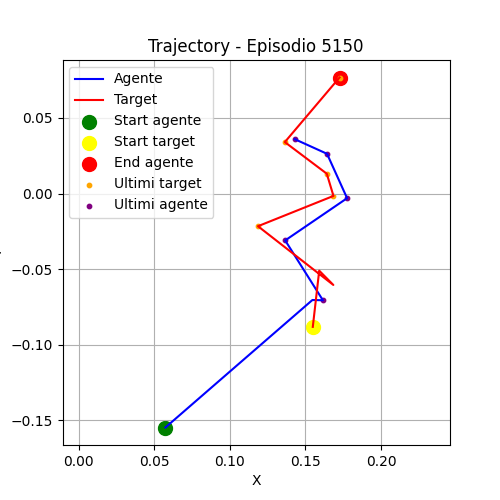 Trajectory - Episodio 5150
Agente
Target
Start agente
Start target
End agente
Ultimi target
Ultimi agente
0.05
0.00
−0.05
−0.10
−0.15
0.00
0.05
0.10
0.15
0.20
X